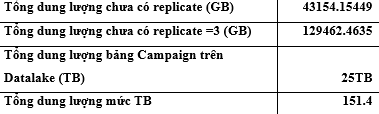 Tổng dung lượng chưa có replicate (GB) 43154.15449
Tổng dung lượng chưa có replicate =3 (GB) 129462.4635
Tổng dung lượng bảng Campaign trên
Datalake (TB) 25TB
Tổng dung lượng mức TB 151.4